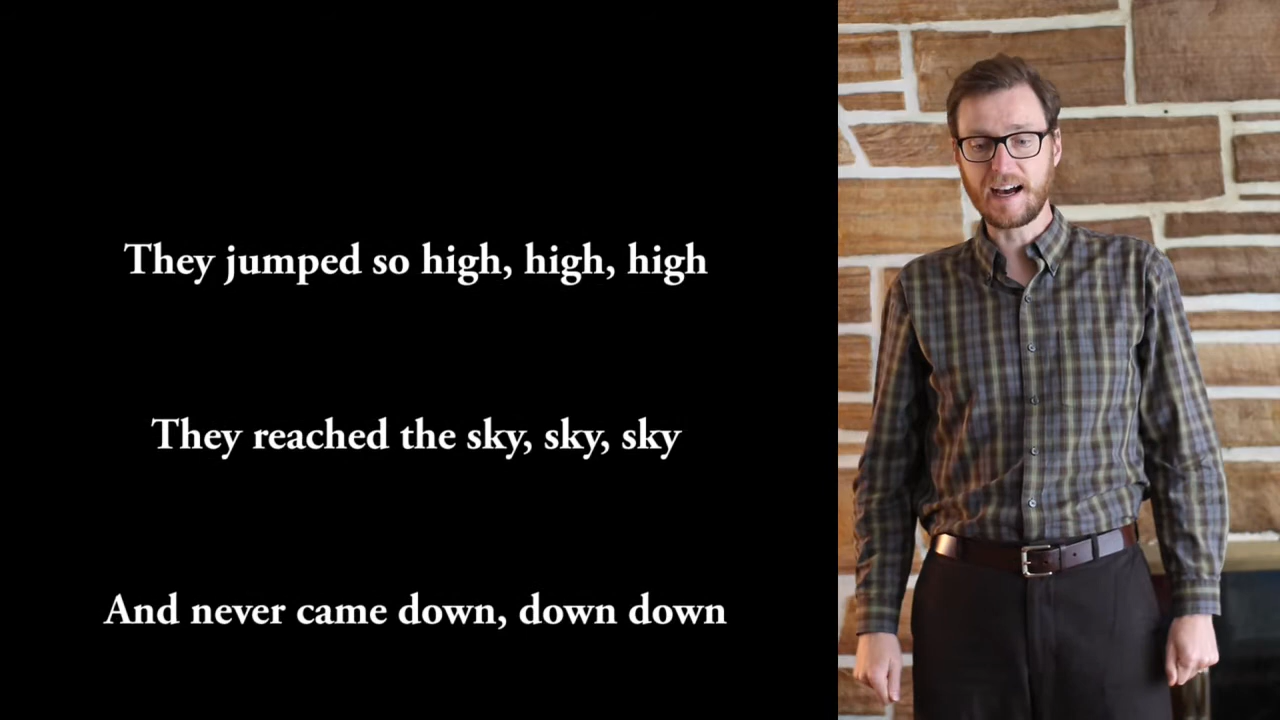 They jumped so high, high, high
They reached the sky, sky, sky
And never came down, down down